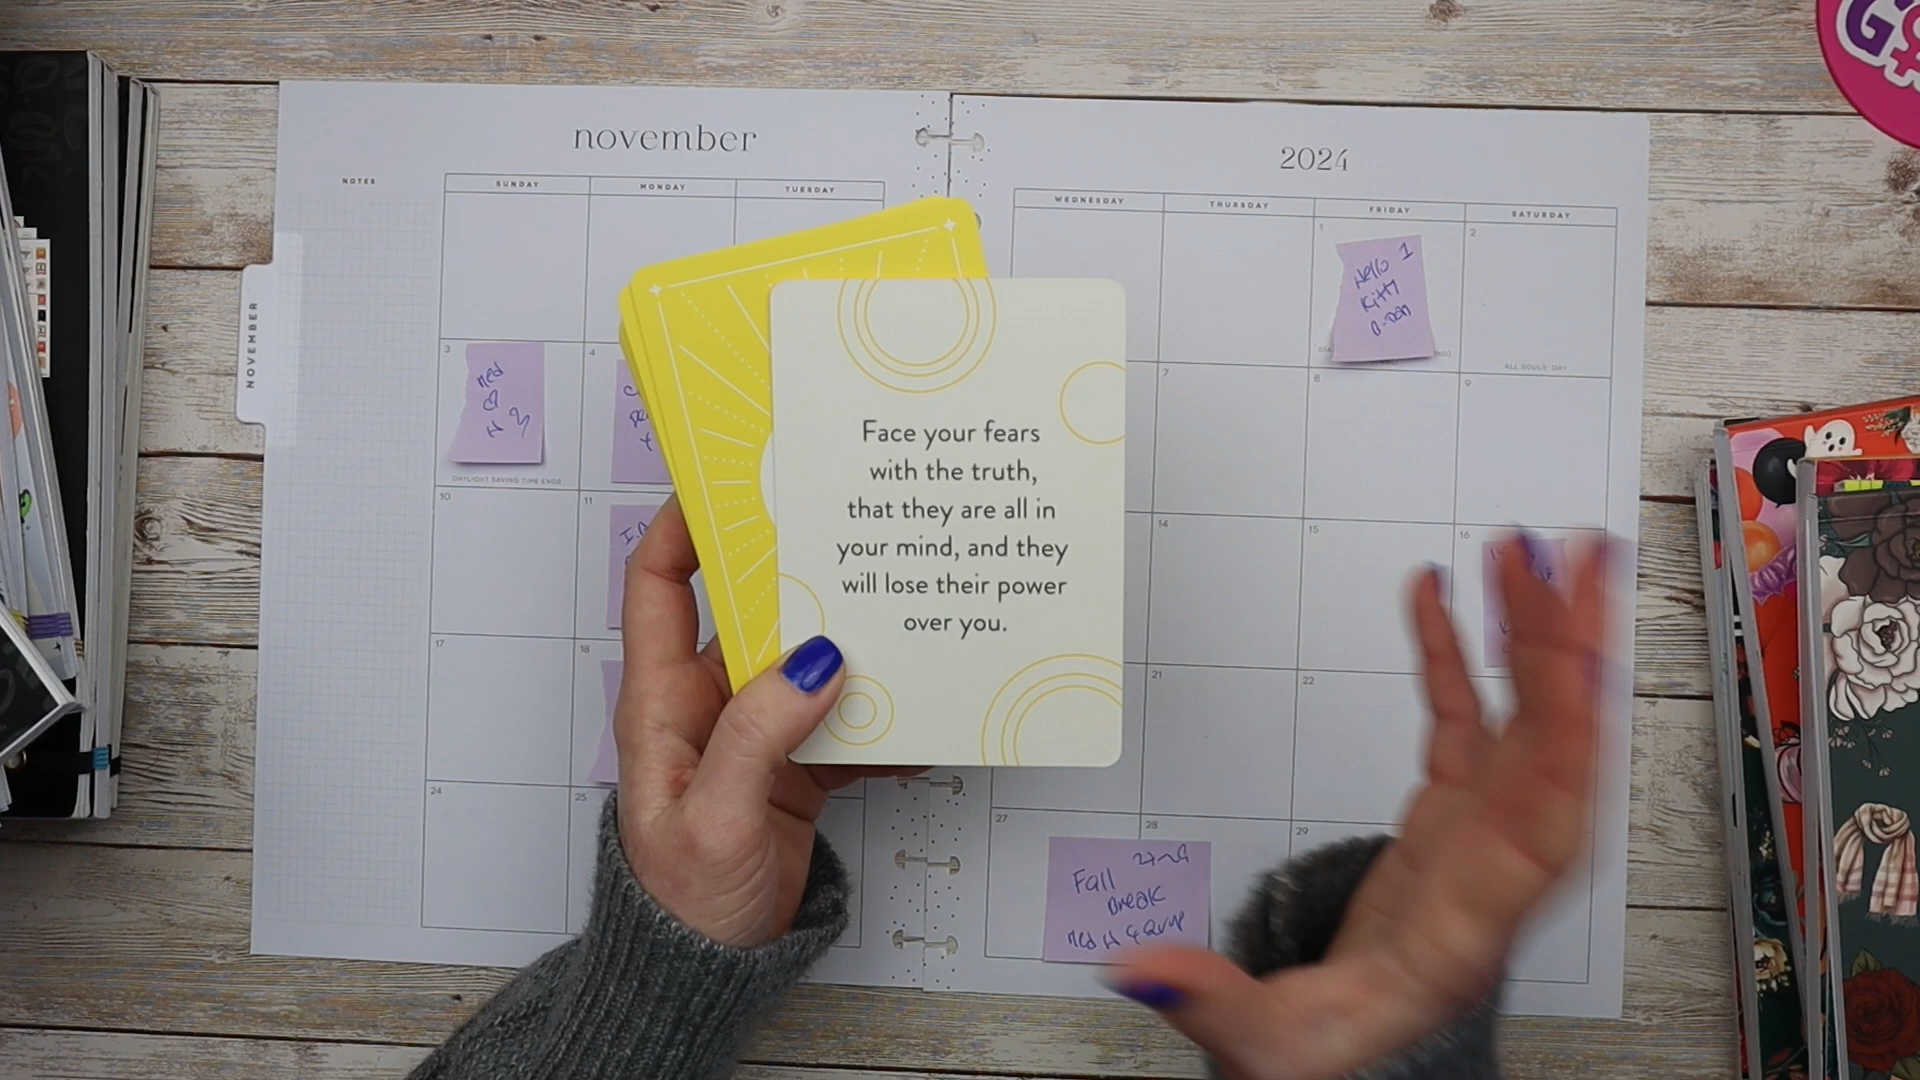 november
2024
NOTES
SUNDAY
MONDAY
TUESDAY
WEDNESDAY
THURSDAY
FRIDAY
SATURDAY
NOVEMBER
1
Hello 1
Kitty
2
ALL SOULS' DAY
3
med
DAYLIGHT SAVING TIME ENDS
4
7
8
9
Face your fears
with the truth,
that they are all in
your mind, and they
will lose their power
over you.
10
11
14
15
16
17
18
21
22
24
25
27
28
29
Fall
Break